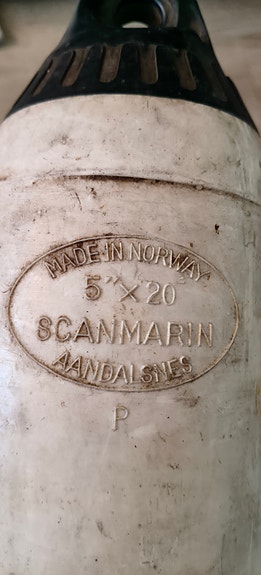 MADE IN NORWAY
5" × 20
SCANMARIN
AANDALSNES
P